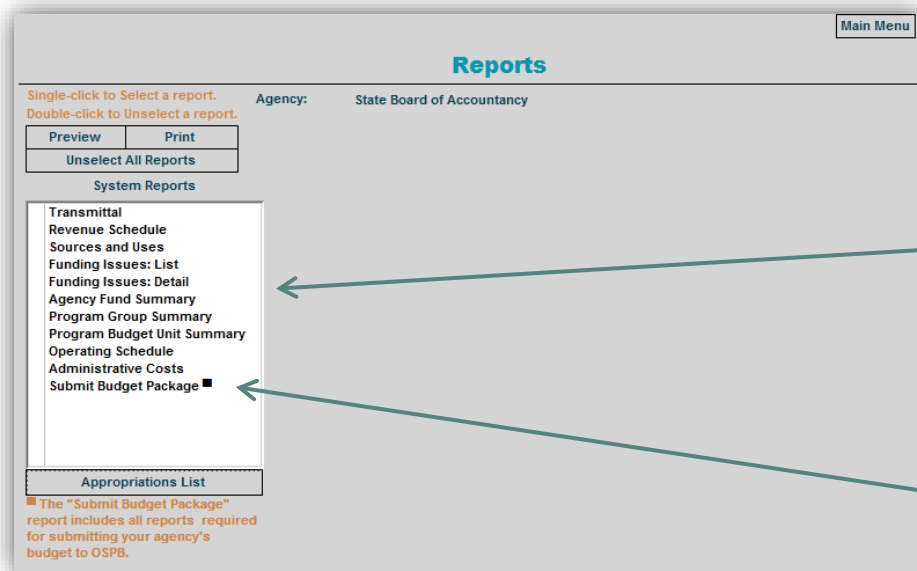 Main Menu
Reports
Single-click to Select a report.
Double-click to Unselect a report.
Agency: State Board of Accountancy
Preview Print
Unselect All Reports
System Reports
Transmittal
Revenue Schedule
Sources and Uses
Funding Issues: List
Funding Issues: Detail
Agency Fund Summary
Program Group Summary
Program Budget Unit Summary
Operating Schedule
Administrative Costs
Submit Budget Package ■
Appropriations List
■ The "Submit Budget Package"
report includes all reports required
for submitting your agency's
budget to OSPB.